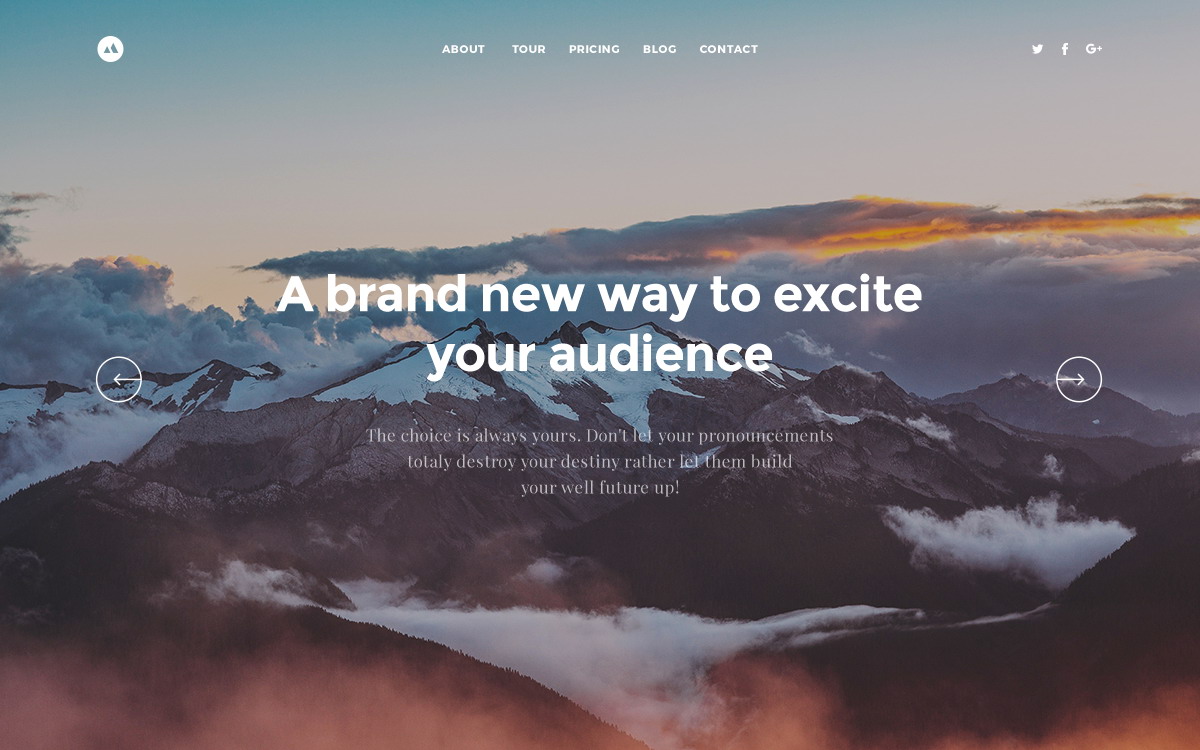 ABOUT TOUR PRICING BLOG CONTACT
A brand new way to excite
your audience
The choice is always yours. Don't let your pronouncements
totaly destroy your destiny rather let them build
your well future up!